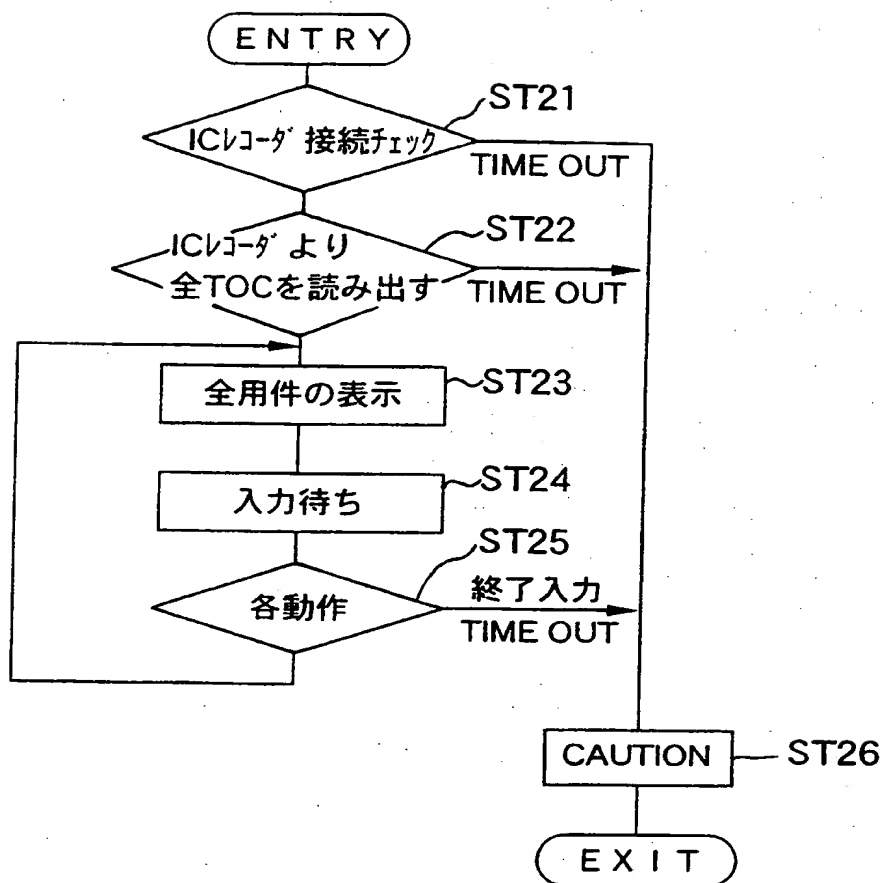 ENTRY
ST21
ICレコーダ接続チェック
TIME OUT
ST22
ICレコーダより
全TOCを読み出す
TIME OUT
ST23
全用件の表示
ST24
入力待ち
ST25
各動作
終了入力
TIME OUT
CAUTION
ST26
EXIT